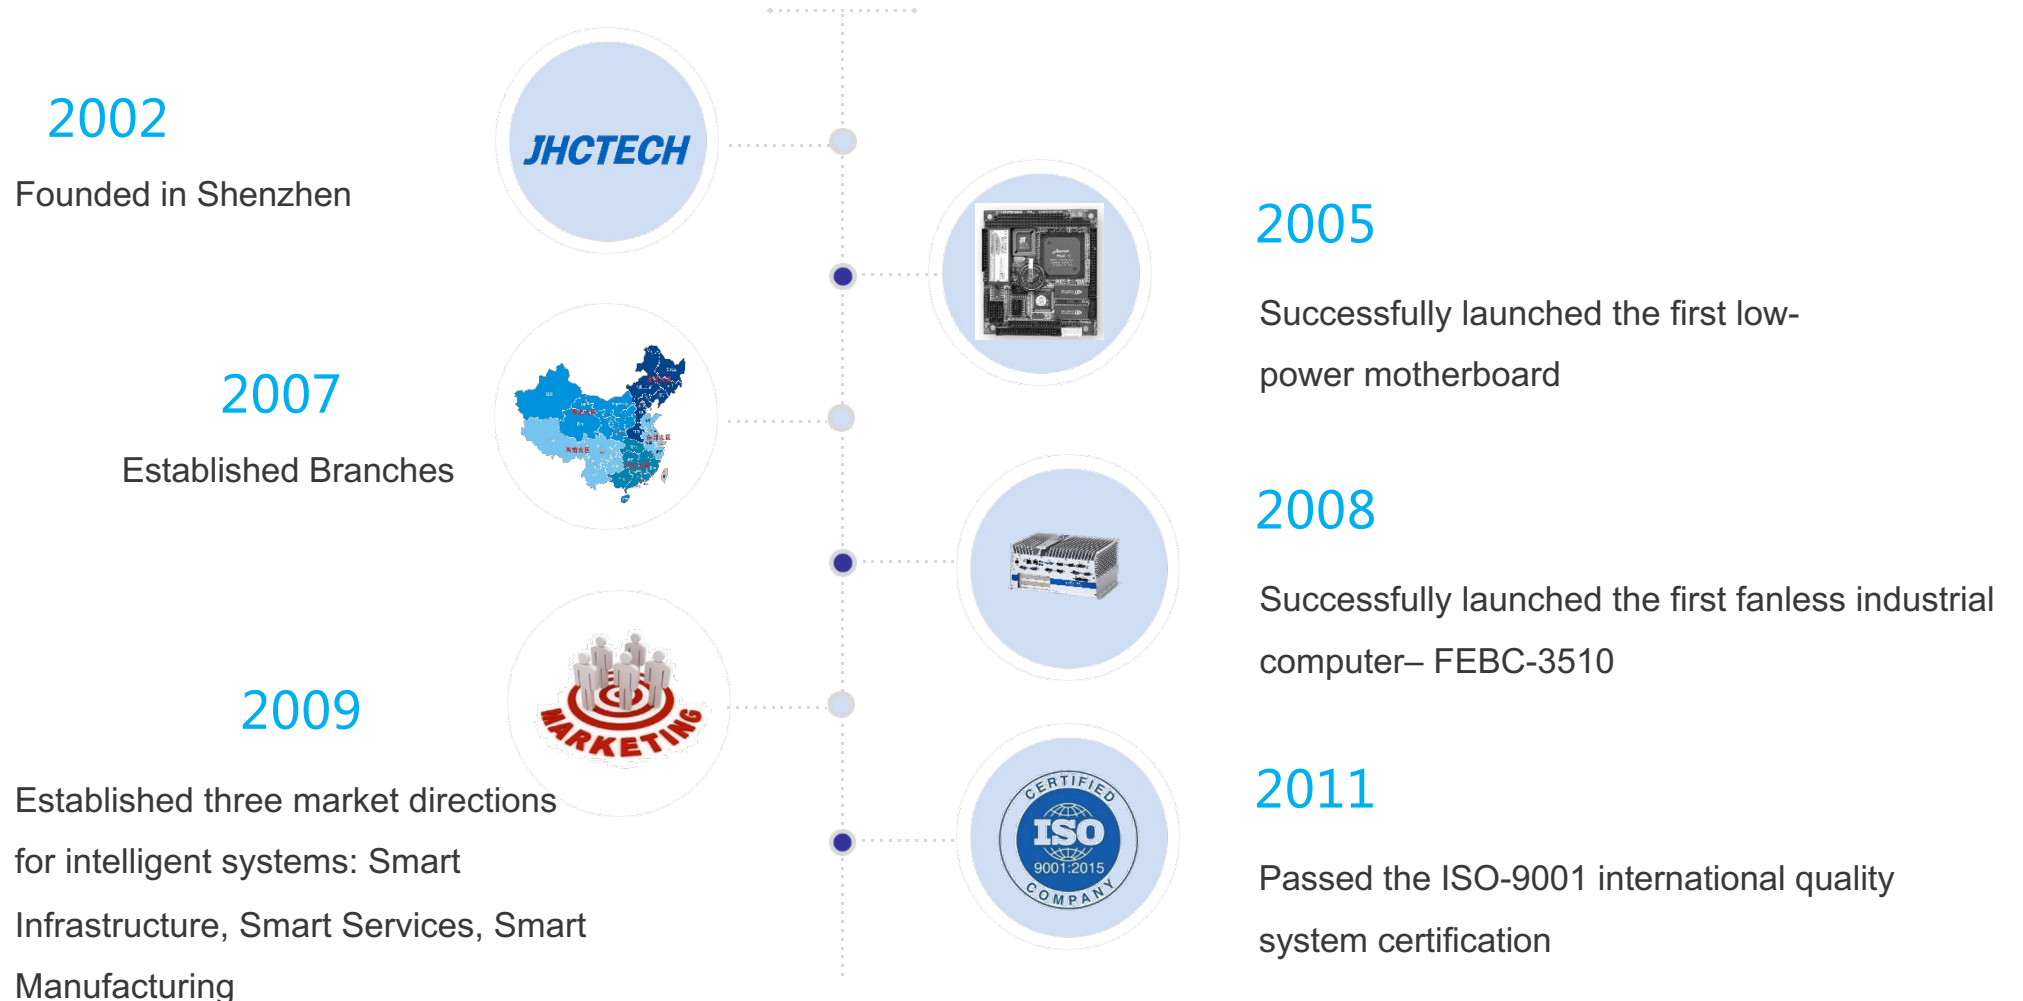 2002
JHCTECH
Founded in Shenzhen
2005
Successfully launched the first low-
power motherboard
2007
Established Branches
2008
Successfully launched the first fanless industrial
computer– FEBC-3510
2009
MARKETING
Established three market directions
for intelligent systems: Smart
Infrastructure, Smart Services, Smart
Manufacturing
2011
CERTIFIED
ISO
9001:2015
COMPANY
Passed the ISO-9001 international quality
system certification